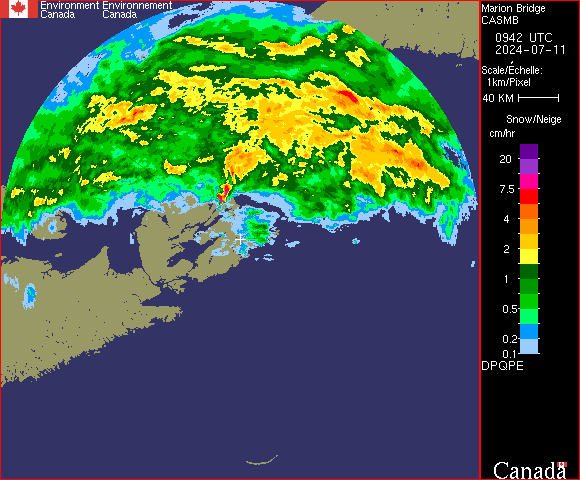 Environment Environnement
Canada Canada
Marion Bridge
CASMB
0942 UTC
2024-07-11
Scale/Echelle:
1km/Pixel
40 KM
Snow/Neige
cm/hr
20
7.5
4
2
1
0.5
0.2
0.1
DPQPE
Canada